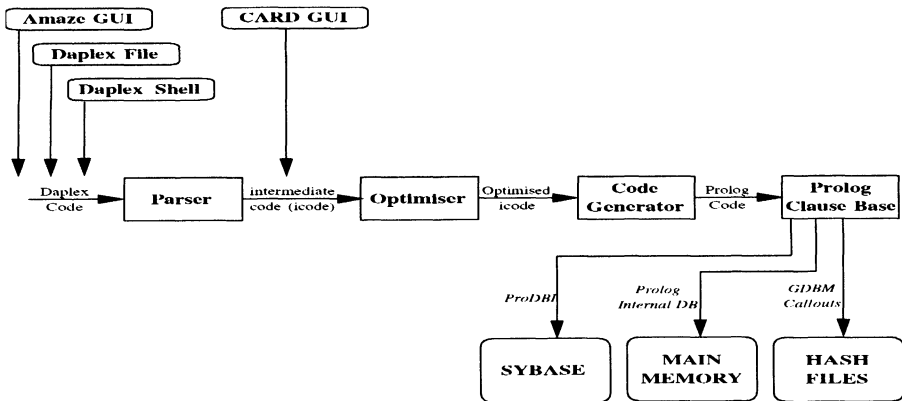 Amaze GUI
CARD GUI
Daplex File
Daplex Shell
Daplex
Code
Parser
intermediate
code (icode)
Optimiser
Optimised
icode
Code
Generator
Prolog
Code
Prolog
Clause Base
ProDBI
Prolog
Internal DB
GDBM
Callouts
SYBASE
MAIN
MEMORY
HASH
FILES